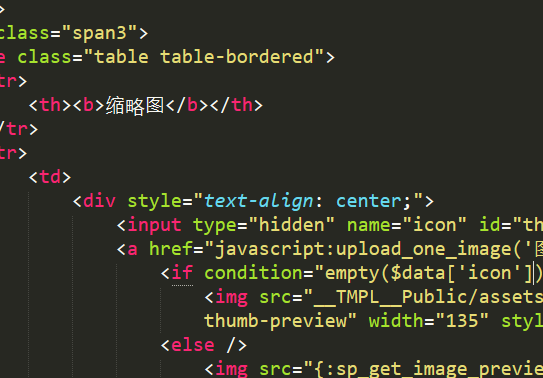 >
class="span3">
e class="table table-bordered">
tr>
<th><b>缩略图</b></th>
/tr>
tr>
<td>
<div style="text-align: center;">
<input type="hidden" name="icon" id="th
<a href="javascript:upload_one_image('图
<if condition="empty($data['icon'])
<img src="__TMPL__Public/assets
thumb-preview" width="135" styl
<else />
<img src="{:sp_get_image_previe